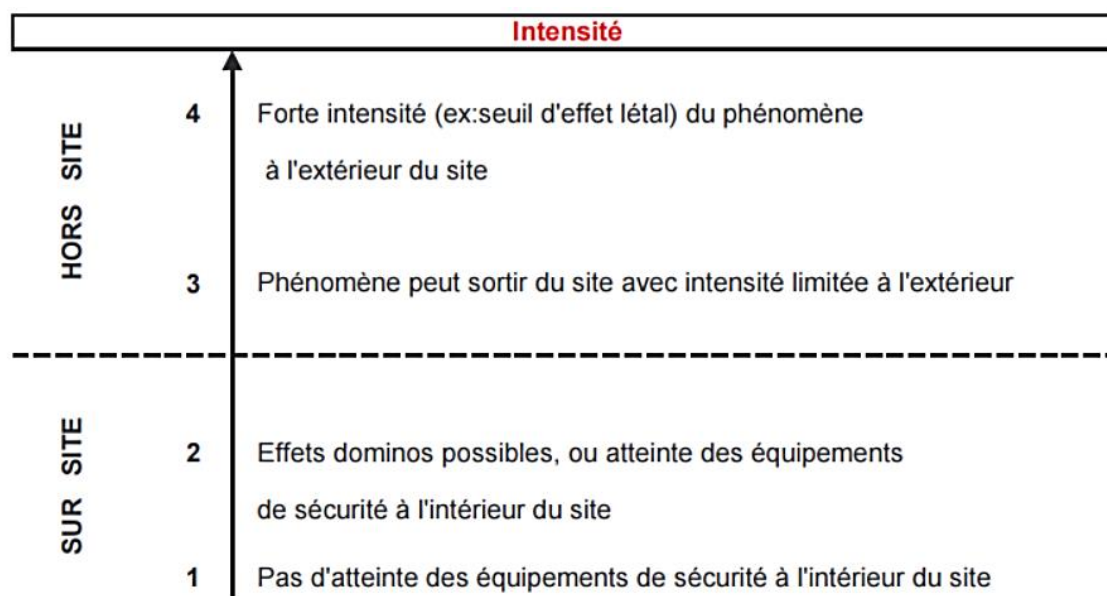 Intensité
HORS SITE
4 Forte intensité (ex:seuil d'effet létal) du phénomène
à l'extérieur du site
3 Phénomène peut sortir du site avec intensité limitée à l'extérieur
SUR SITE
2 Effets dominos possibles, ou atteinte des équipements
de sécurité à l'intérieur du site
1 Pas d'atteinte des équipements de sécurité à l'intérieur du site